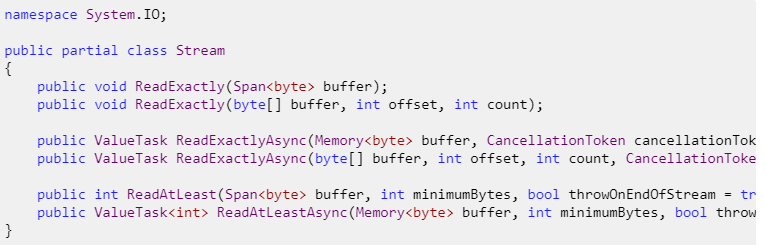 namespace System.IO;
public partial class Stream
{
public void ReadExactly(Span<byte> buffer);
public void ReadExactly(byte[] buffer, int offset, int count);
public ValueTask ReadExactlyAsync(Memory<byte> buffer, CancellationToken cancellationTok
public ValueTask ReadExactlyAsync(byte[] buffer, int offset, int count, CancellationToke
public int ReadAtLeast(Span<byte> buffer, int minimumBytes, bool throwOnEndOfStream = tr
public ValueTask<int> ReadAtLeastAsync(Memory<byte> buffer, int minimumBytes, bool throw
}